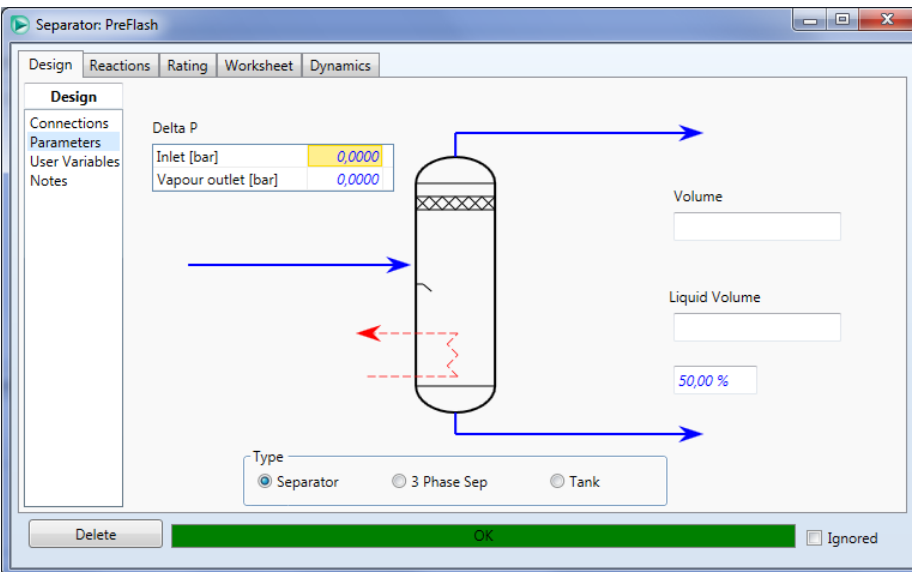 Separator: PreFlash
Design Reactions Rating Worksheet Dynamics
Design
Connections
Parameters
User Variables
Notes
Delta P
Inlet [bar] 0,0000
Vapour outlet [bar] 0,0000
Volume
Liquid Volume
50,00 %
Type
Separator 3 Phase Sep Tank
Delete OK Ignored